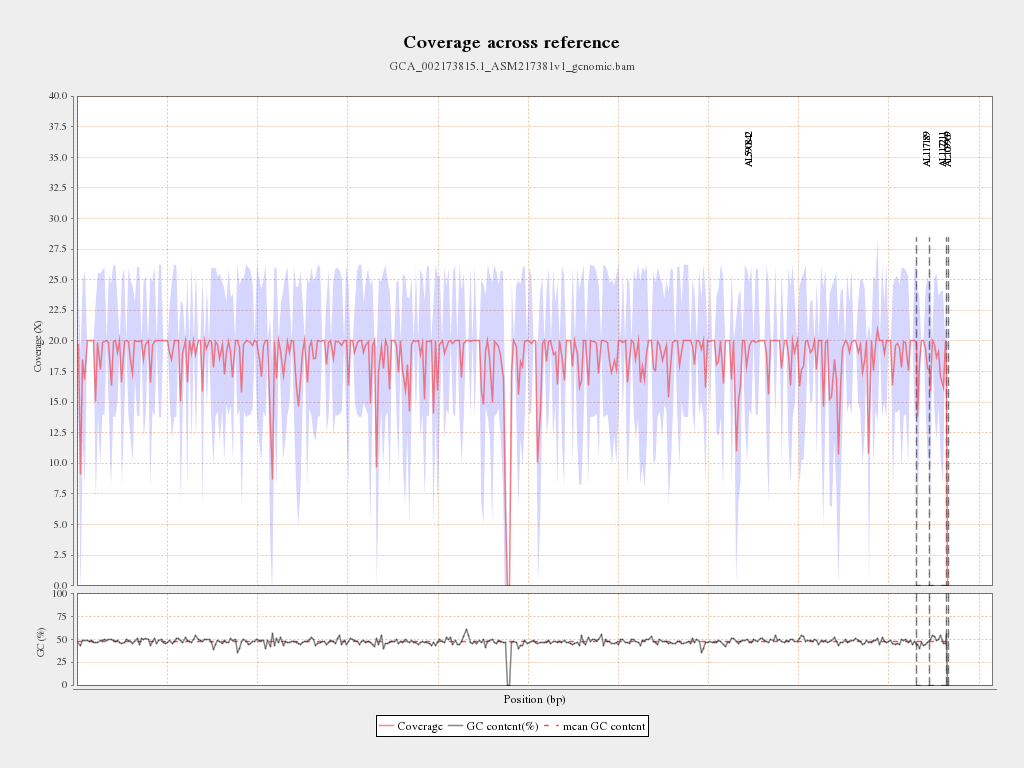 Coverage across reference
GCA_002173815.1_ASM217381v1_genomic.bam
40.0
37.5
35.0
32.5
30.0
27.5
25.0
22.5
20.0
17.5
15.0
12.5
10.0
7.5
5.0
2.5
0.0
Coverage (X)
AL590842
AL117189
AL117211
AL109969
100
75
50
25
0
GC (%)
Position (bp)
Coverage GC content(%) mean GC content